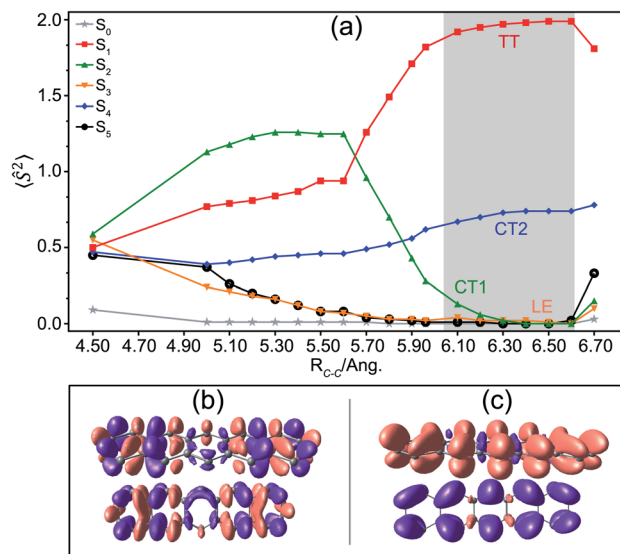 (a)
S0
S1
S2
S3
S4
S5
2.0
1.5
1.0
0.5
0.0
⟨Ŝ²⟩
TT
CT2
CT1
LE
4.50 4.70 4.90 5.10 5.30 5.50 5.70 5.90 6.10 6.30 6.50 6.70
RC-C/Ang.
(b) (c)